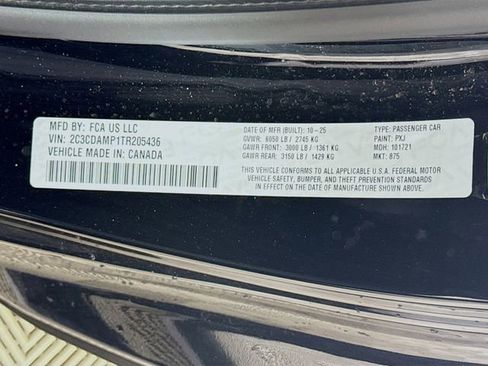 MFD BY: FCA US LLC
VIN: 2C3CDAMP1TR205436
VEHICLE MADE IN: CANADA
DATE OF MFR (BUILT): 10-25
GVWR: 6050 LB / 2745 KG
GAWR FRONT: 3000 LB / 1361 KG
GAWR REAR: 3150 LB / 1429 KG
TYPE: PASSENGER CAR
PAINT: PXJ
MDH: 101721
MKT: 875
THIS VEHICLE CONFORMS TO ALL APPLICABLE U.S.A. FEDERAL MOTOR
VEHICLE SAFETY, BUMPER, AND THEFT PREVENTION STANDARDS IN
EFFECT ON THE DATE OF MANUFACTURE SHOWN ABOVE.